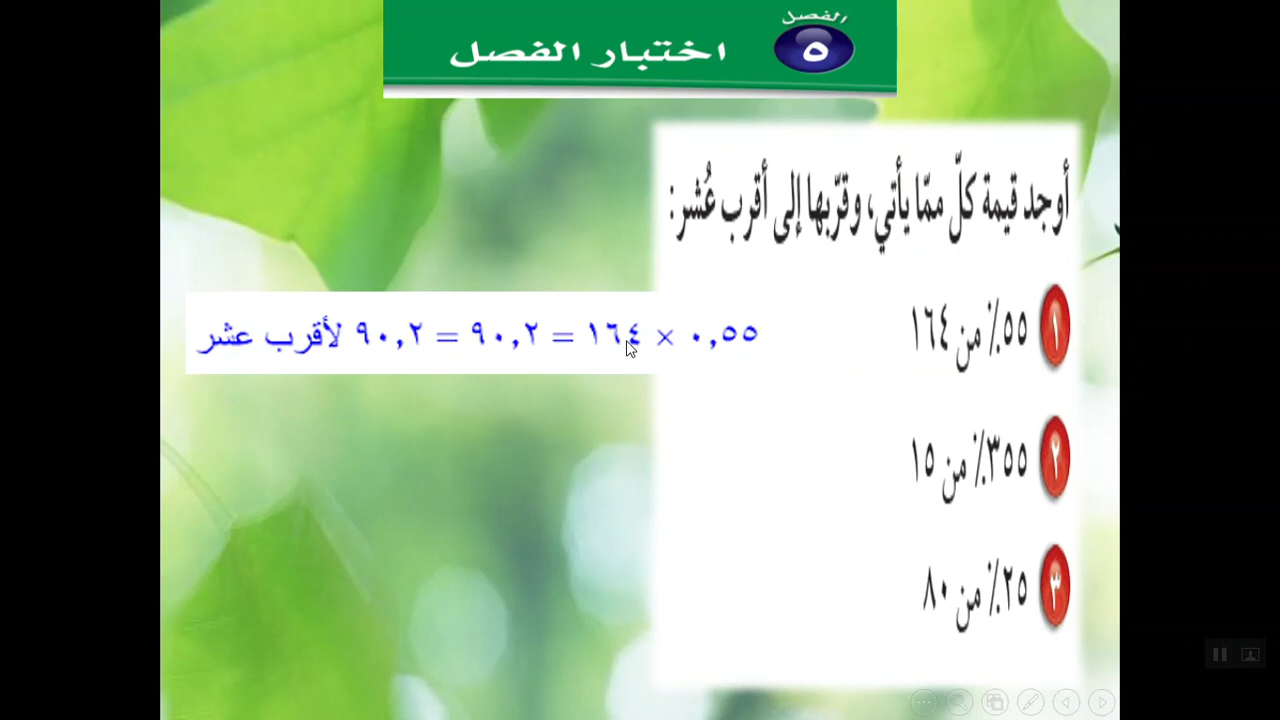 الفصل
٥
اختبار الفصل
أوجد قيمة كلّ ممّا يأتي، وقرّبها إلى أقرب عُشر:
١ ٥٥٪ من ١٦٤
٠,٥٥ × ١٦٤ = ٩٠,٢ = ٩٠,٢ لأقرب عشر
٢ ٣٥٥٪ من ١٥
٣ ٢٥٪ من ٨٠